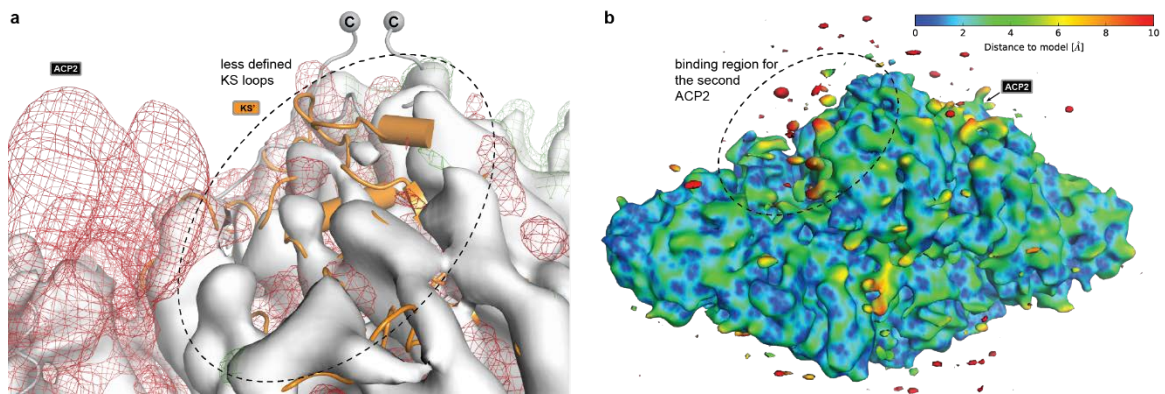 a
C
C
ACP2
less defined
KS loops
KS'
b
0
2
4
6
8
10
Distance to model [Å]
binding region for
the second
ACP2
ACP2